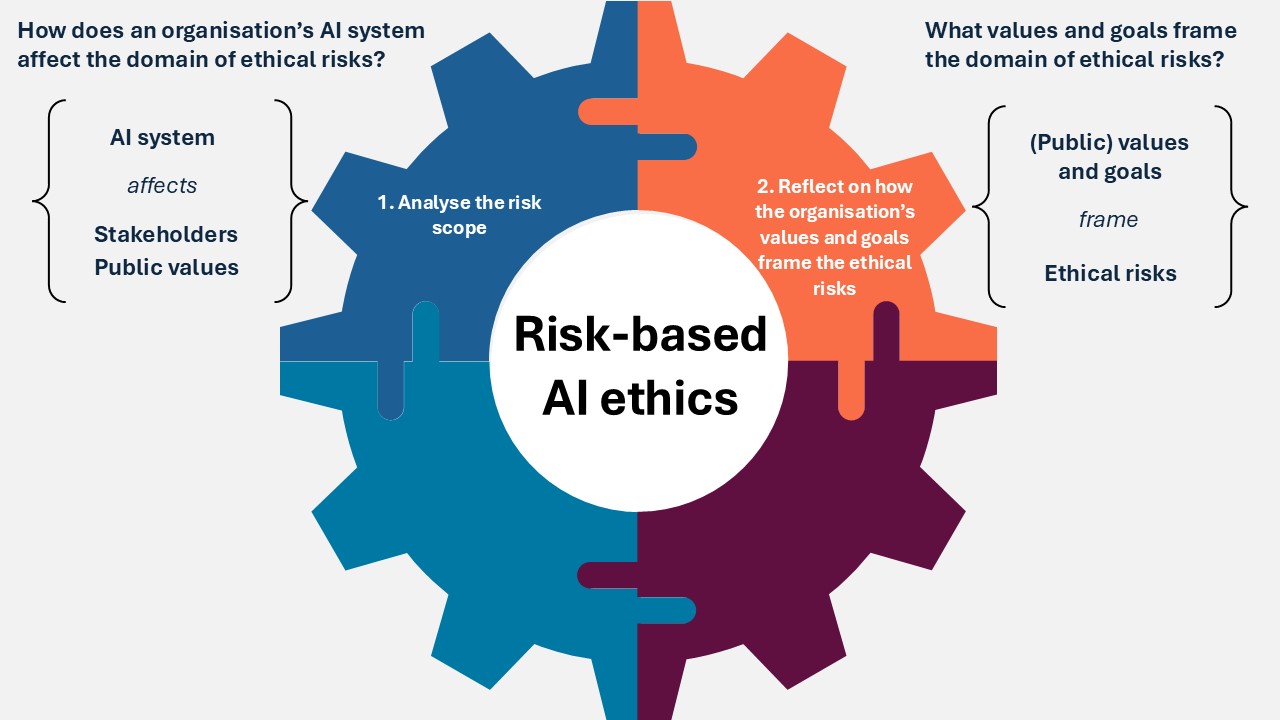 How does an organisation’s AI system
affect the domain of ethical risks?
AI system
affects
Stakeholders
Public values
1. Analyse the risk
scope
What values and goals frame
the domain of ethical risks?
(Public) values
and goals
frame
Ethical risks
2. Reflect on how
the organisation’s
values and goals
frame the ethical
risks
Risk-based
AI ethics